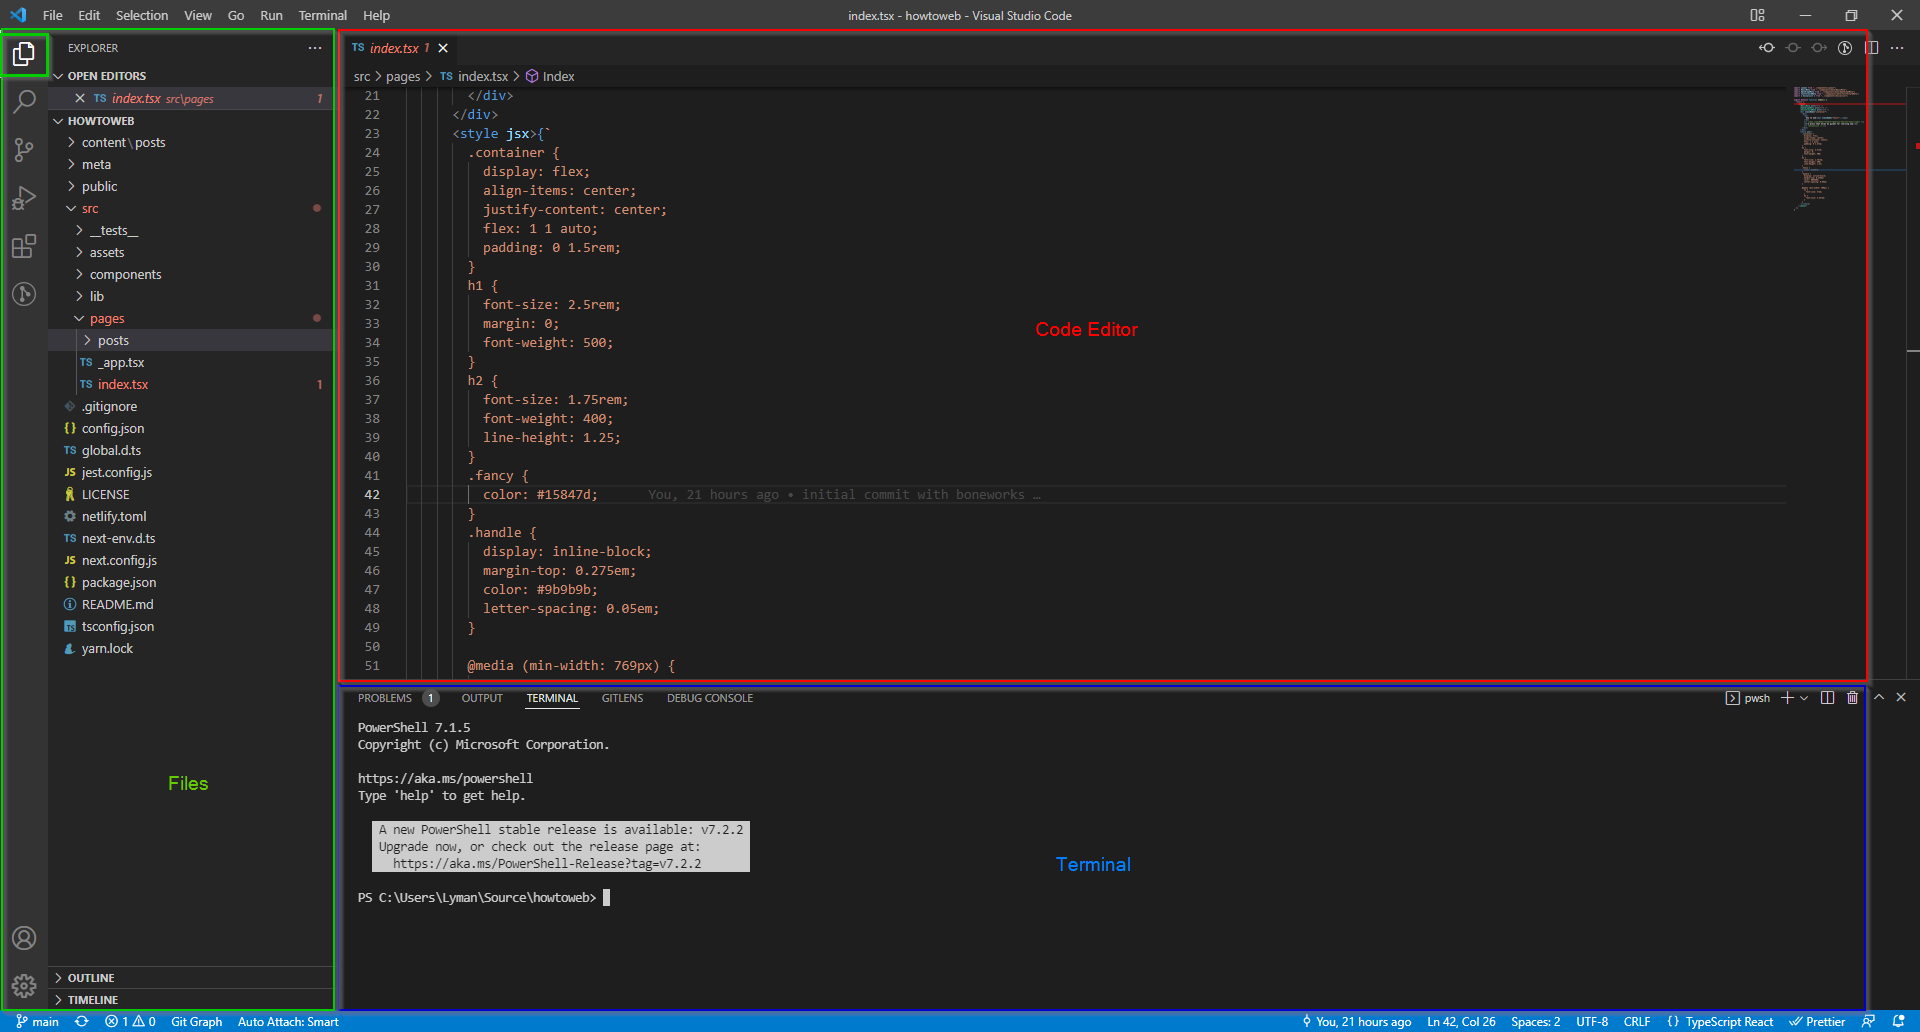 File Edit Selection View Go Run Terminal Help
index.tsx - howtoweb - Visual Studio Code
EXPLORER
OPEN EDITORS
TS index.tsx src\pages 1
HOWTOWEB
content\posts
meta
public
src
__tests__
assets
components
lib
pages
posts
TS _app.tsx
TS index.tsx 1
.gitignore
{} config.json
TS global.d.ts
JS jest.config.js
LICENSE
netlify.toml
TS next-env.d.ts
JS next.config.js
{} package.json
README.md
TS tsconfig.json
yarn.lock
Files
OUTLINE
TIMELINE
TS index.tsx 1
src > pages > TS index.tsx > Index
21 </div>
22 </div>
23 <style jsx>{`
24 .container {
25 display: flex;
26 align-items: center;
27 justify-content: center;
28 flex: 1 1 auto;
29 padding: 0 1.5rem;
30 }
31 h1 {
32 font-size: 2.5rem;
33 margin: 0;
34 font-weight: 500;
35 }
36 h2 {
37 font-size: 1.75rem;
38 font-weight: 400;
39 line-height: 1.25;
40 }
41 .fancy {
42 color: #15847d; You, 21 hours ago • initial commit with boneworks …
43 }
44 .handle {
45 display: inline-block;
46 margin-top: 0.275em;
47 color: #9b9b9b;
48 letter-spacing: 0.05em;
49 }
50
51 @media (min-width: 769px) {
Code Editor
PROBLEMS 1 OUTPUT TERMINAL GITLENS DEBUG CONSOLE
pwsh
PowerShell 7.1.5
Copyright (c) Microsoft Corporation.
https://aka.ms/powershell
Type 'help' to get help.
A new PowerShell stable release is available: v7.2.2
Upgrade now, or check out the release page at:
https://aka.ms/PowerShell-Release?tag=v7.2.2
PS C:\Users\Lyman\Source\howtoweb>
Terminal
main 1 0 Git Graph Auto Attach: Smart
You, 21 hours ago Ln 42, Col 26 Spaces: 2 UTF-8 CRLF {} TypeScript React Prettier